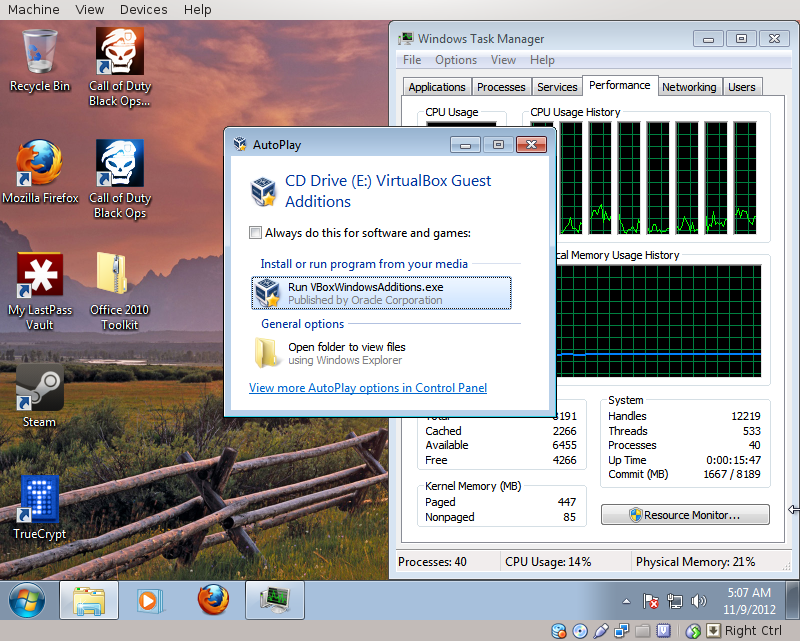 Machine View Devices Help
Recycle Bin
Call of Duty
Black Ops...
Mozilla Firefox
Call of Duty
Black Ops
My LastPass
Vault
Office 2010
Toolkit
Steam
TrueCrypt
Windows Task Manager
File Options View Help
Applications Processes Services Performance Networking Users
CPU Usage CPU Usage History
AutoPlay
CD Drive (E:) VirtualBox Guest
Additions
Always do this for software and games:
Install or run program from your media
Run VBoxWindowsAdditions.exe
Published by Oracle Corporation
General options
Open folder to view files
using Windows Explorer
View more AutoPlay options in Control Panel
cal Memory Usage History
Total 8191
Cached 2266
Available 6455
Free 4266
Kernel Memory (MB)
Paged 447
Nonpaged 85
System
Handles 12219
Threads 533
Processes 40
Up Time 0:00:15:47
Commit (MB) 1667 / 8189
Resource Monitor...
Processes: 40 CPU Usage: 14% Physical Memory: 21%
5:07 AM
11/9/2012
Right Ctrl